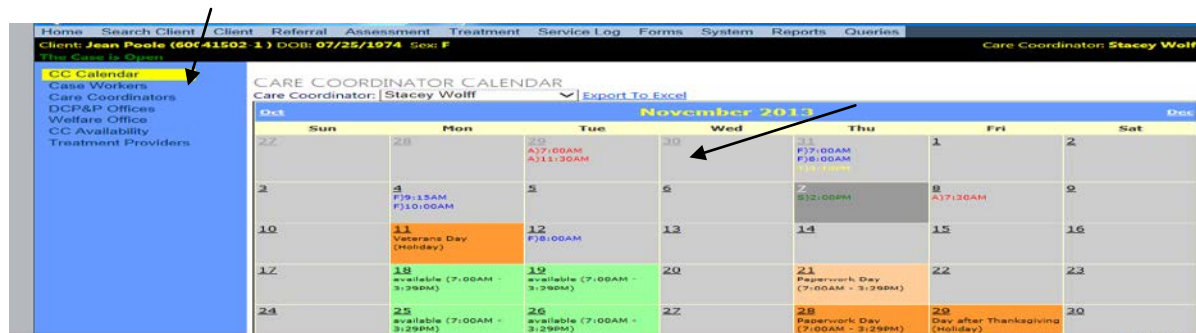 Home Search Client Client Referral Assessment Treatment Service Log Forms System Reports Queries
Client: Jean Poole (60041502-1 ) DOB: 07/25/1974 Sex: F Care Coordinator: Stacey Wolff
The Case Is Open
CC Calendar
Case Workers
Care Coordinators
DCP&P Offices
Welfare Office
CC Availability
Treatment Providers
CARE COORDINATOR CALENDAR
Care Coordinator: Stacey Wolff Export To Excel
Oct November 2013 Dec
Sun Mon Tue Wed Thu Fri Sat
27 28 29 30 31 1 2
A)7:00AM F)7:00AM
A)11:30AM F)8:00AM
3 4 5 6 7 8 9
F)9:15AM S)2:00PM A)7:30AM
F)10:00AM
10 11 12 13 14 15 16
Veterans Day F)8:00AM
(Holiday)
17 18 19 20 21 22 23
available (7:00AM - available (7:00AM - Paperwork Day
3:29PM) 3:29PM) (7:00AM - 3:29PM)
24 25 26 27 28 29 30
available (7:00AM - available (7:00AM - Paperwork Day Day after Thanksgiving
3:29PM) 3:29PM) (7:00AM - 3:29PM) (Holiday)